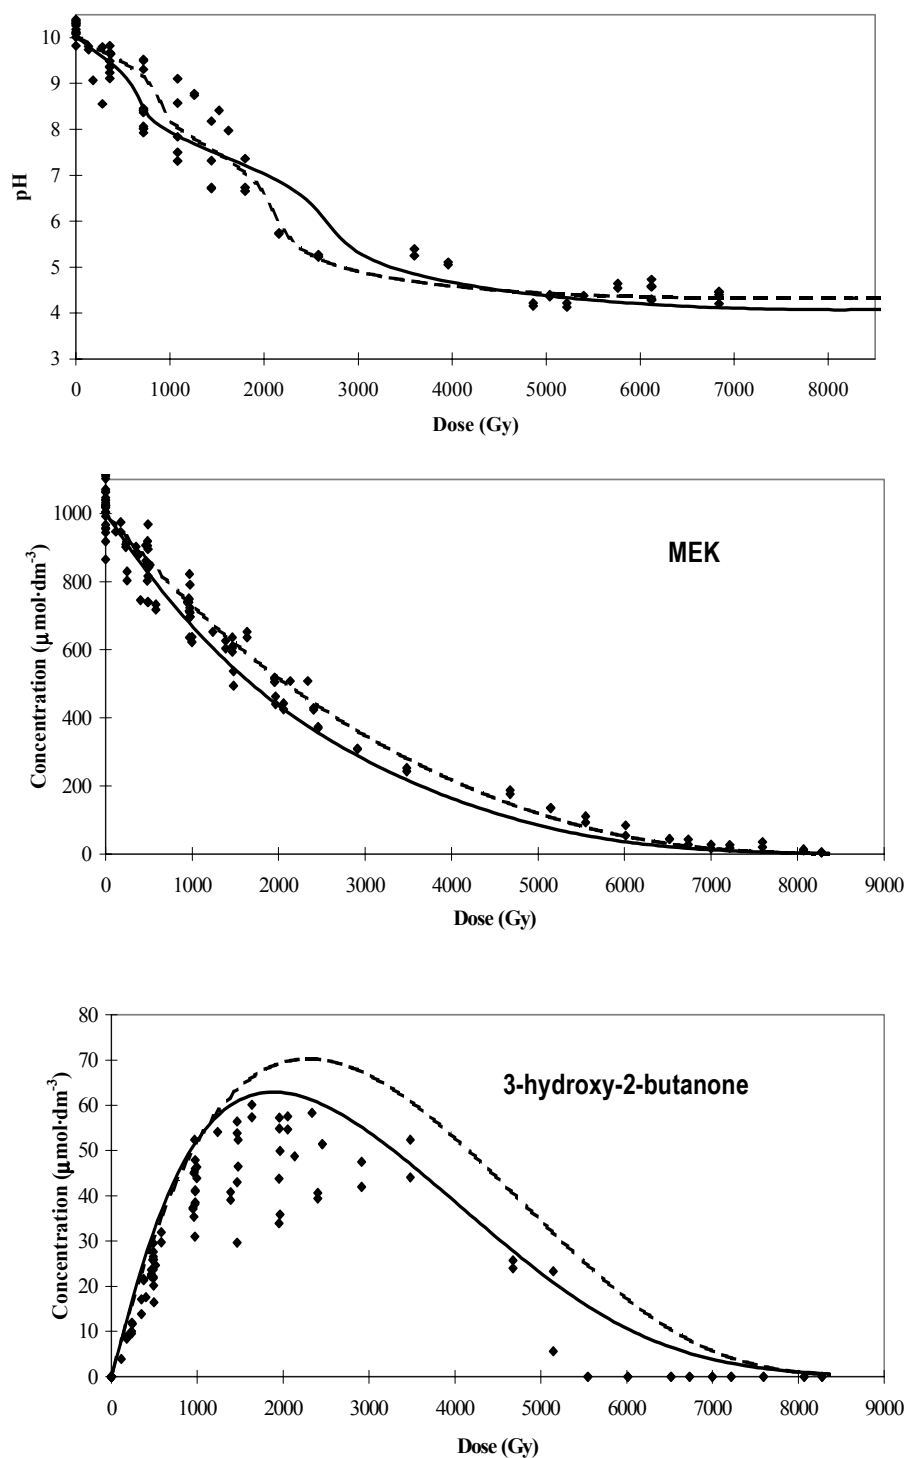 10
9
8
7
6
5
4
3
pH
0 1000 2000 3000 4000 5000 6000 7000 8000
Dose (Gy)
1000
800
600
400
200
0
Concentration (μmol·dm⁻³)
MEK
0 1000 2000 3000 4000 5000 6000 7000 8000 9000
Dose (Gy)
80
70
60
50
40
30
20
10
0
Concentration (μmol·dm⁻³)
3-hydroxy-2-butanone
0 1000 2000 3000 4000 5000 6000 7000 8000 9000
Dose (Gy)